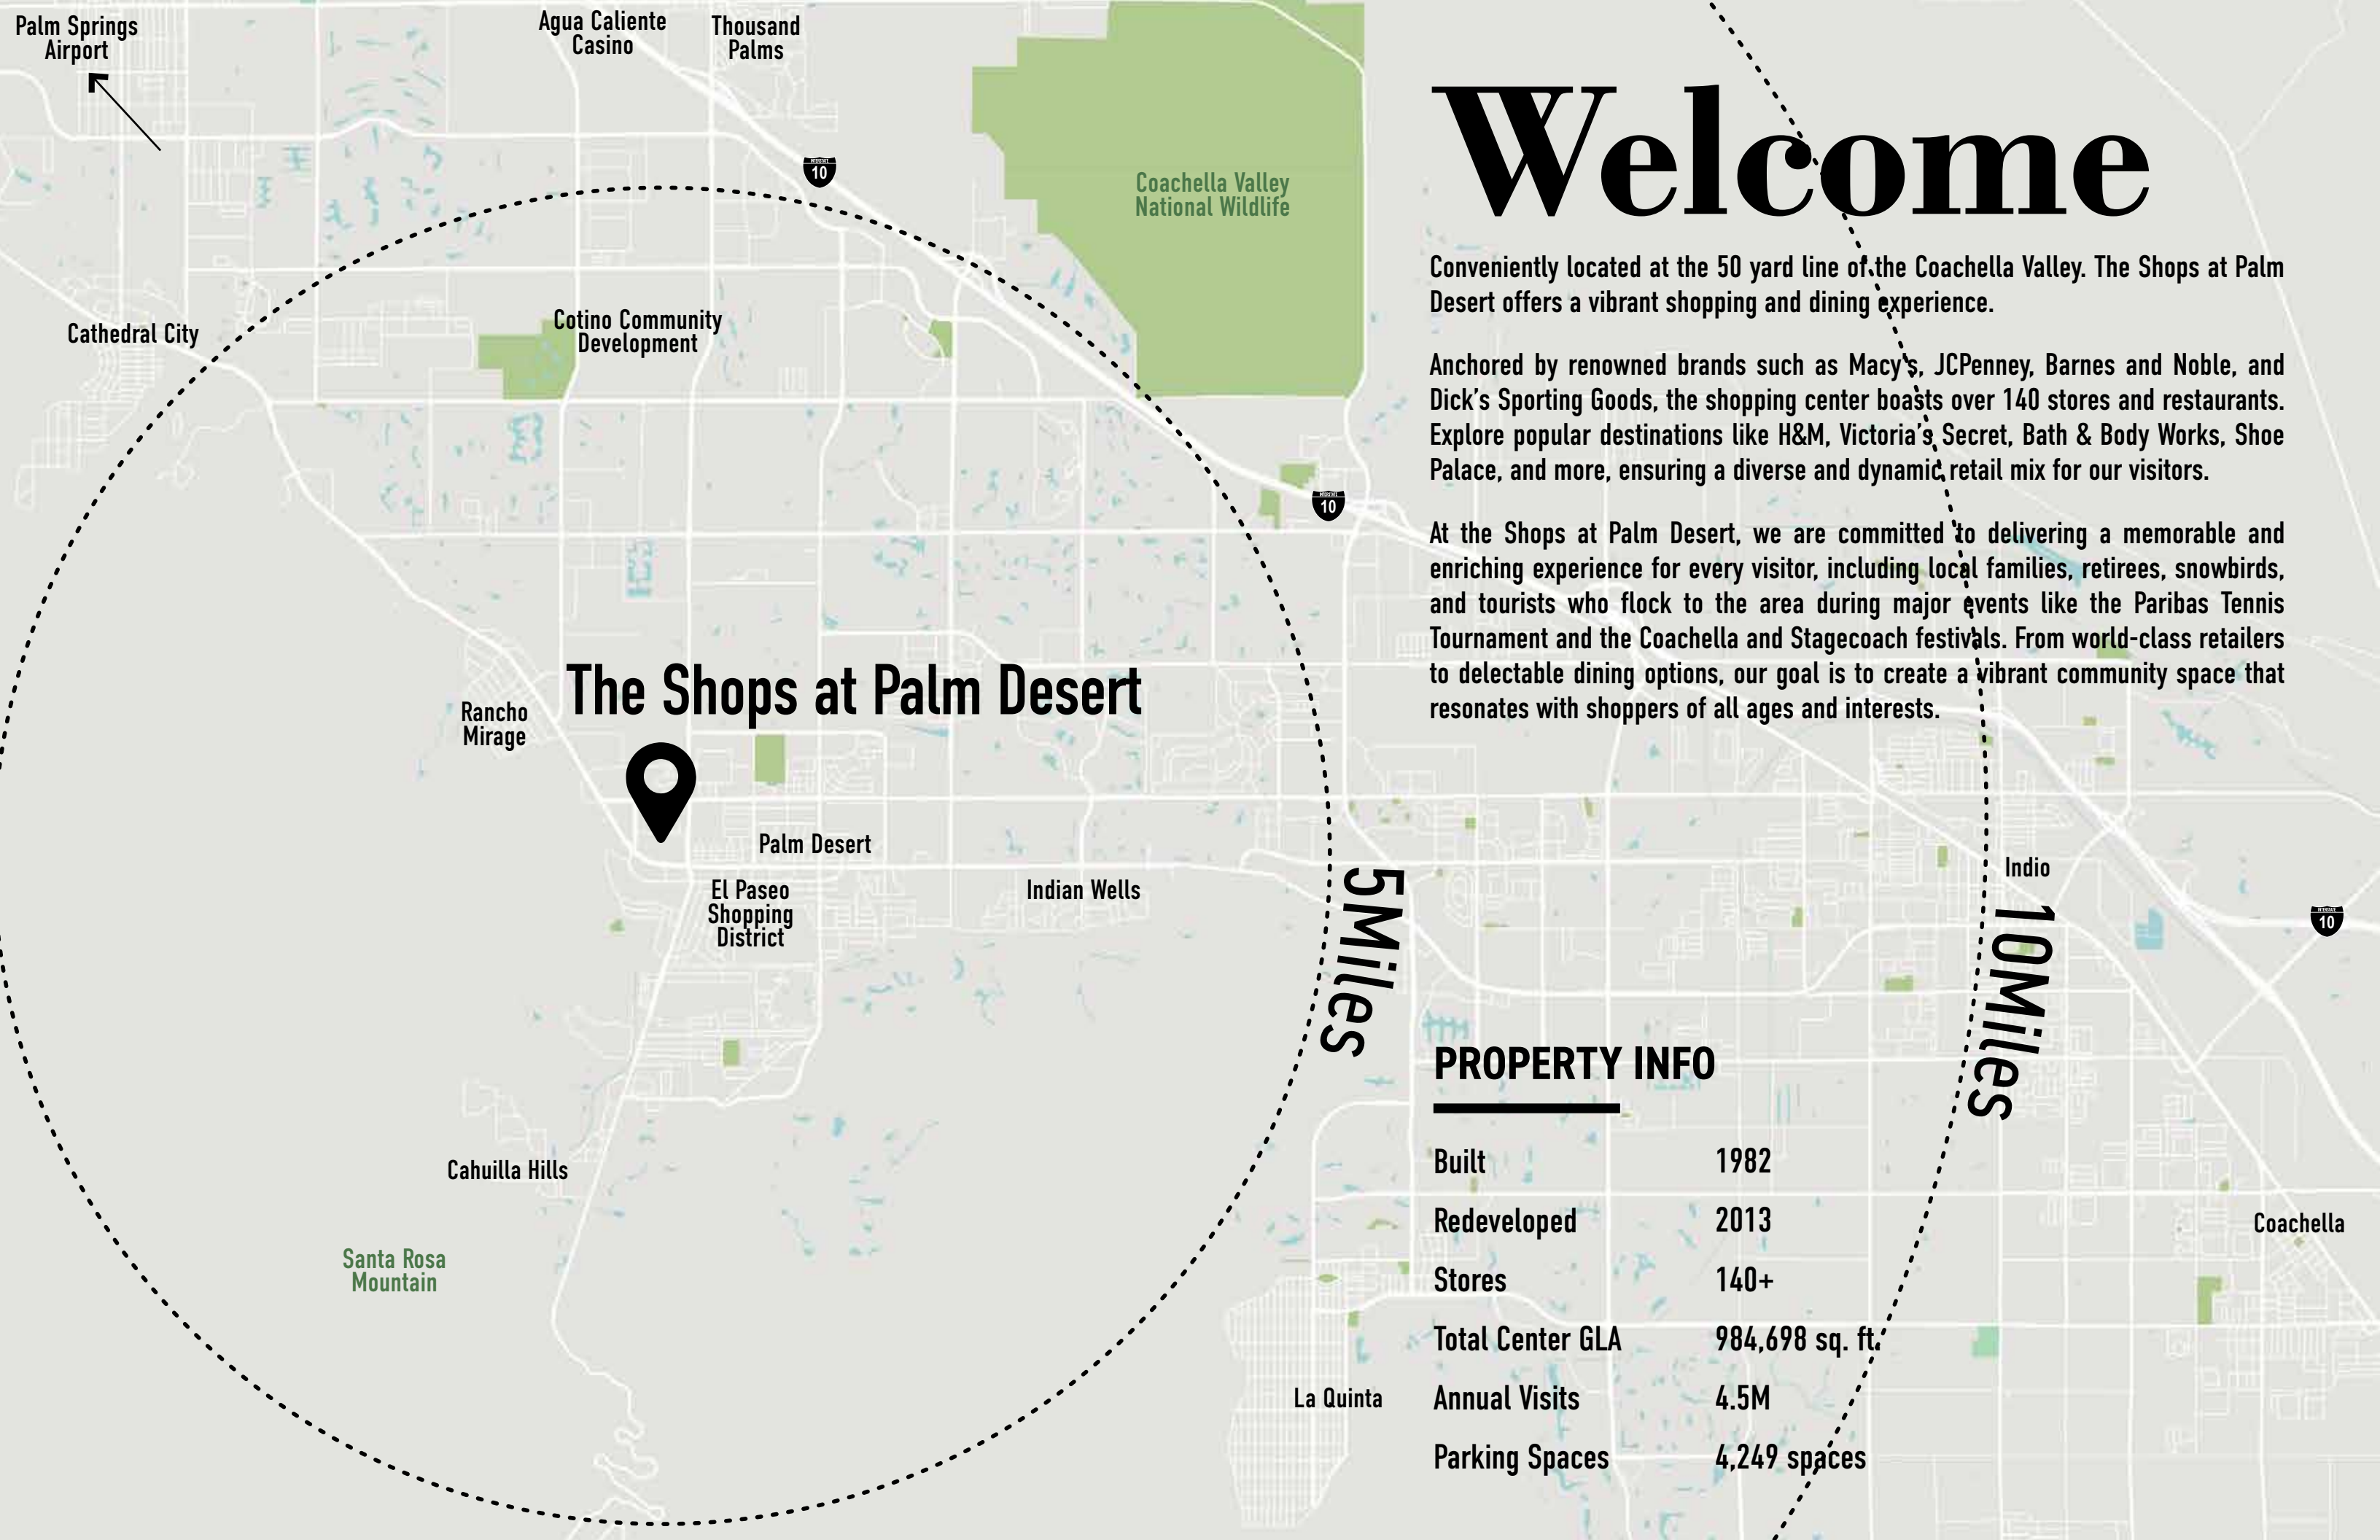 Palm Springs
Airport
Agua Caliente
Casino
Thousand
Palms
10
Coachella Valley
National Wildlife
Cathedral City
Cotino Community
Development
10
Rancho
Mirage
The Shops at Palm Desert
Palm Desert
El Paseo
Shopping
District
Indian Wells
Cahuilla Hills
Santa Rosa
Mountain
La Quinta
5Miles
Welcome
Conveniently located at the 50 yard line of the Coachella Valley. The Shops at Palm
Desert offers a vibrant shopping and dining experience.
Anchored by renowned brands such as Macy's, JCPenney, Barnes and Noble, and
Dick's Sporting Goods, the shopping center boasts over 140 stores and restaurants.
Explore popular destinations like H&M, Victoria's Secret, Bath & Body Works, Shoe
Palace, and more, ensuring a diverse and dynamic retail mix for our visitors.
At the Shops at Palm Desert, we are committed to delivering a memorable and
enriching experience for every visitor, including local families, retirees, snowbirds,
and tourists who flock to the area during major events like the Paribas Tennis
Tournament and the Coachella and Stagecoach festivals. From world-class retailers
to delectable dining options, our goal is to create a vibrant community space that
resonates with shoppers of all ages and interests.
Indio
10
10Miles
Coachella
PROPERTY INFO
Built 1982
Redeveloped 2013
Stores 140+
Total Center GLA 984,698 sq. ft.
Annual Visits 4.5M
Parking Spaces 4,249 spaces